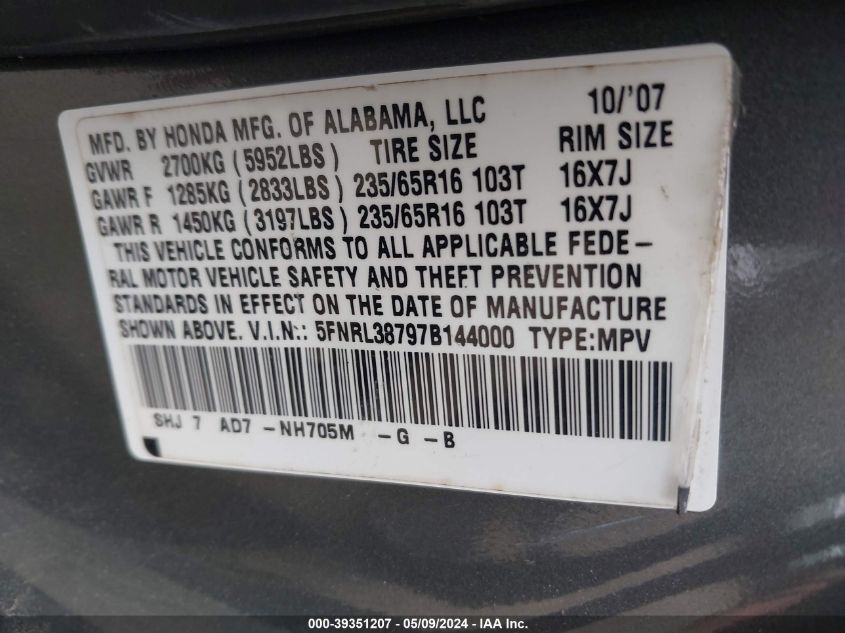 MFD. BY HONDA MFG. OF ALABAMA, LLC 10/'07
GVWR 2700KG (5952LBS) TIRE SIZE RIM SIZE
GAWR F 1285KG (2833LBS) 235/65R16 103T 16X7J
GAWR R 1450KG (3197LBS) 235/65R16 103T 16X7J
THIS VEHICLE CONFORMS TO ALL APPLICABLE FEDE-
RAL MOTOR VEHICLE SAFETY AND THEFT PREVENTION
STANDARDS IN EFFECT ON THE DATE OF MANUFACTURE
SHOWN ABOVE. V.I.N.: 5FNRL38797B144000 TYPE:MPV
SHJ 7 AD7 -NH705M -G -B
000-39351207 - 05/09/2024 - IAA Inc.